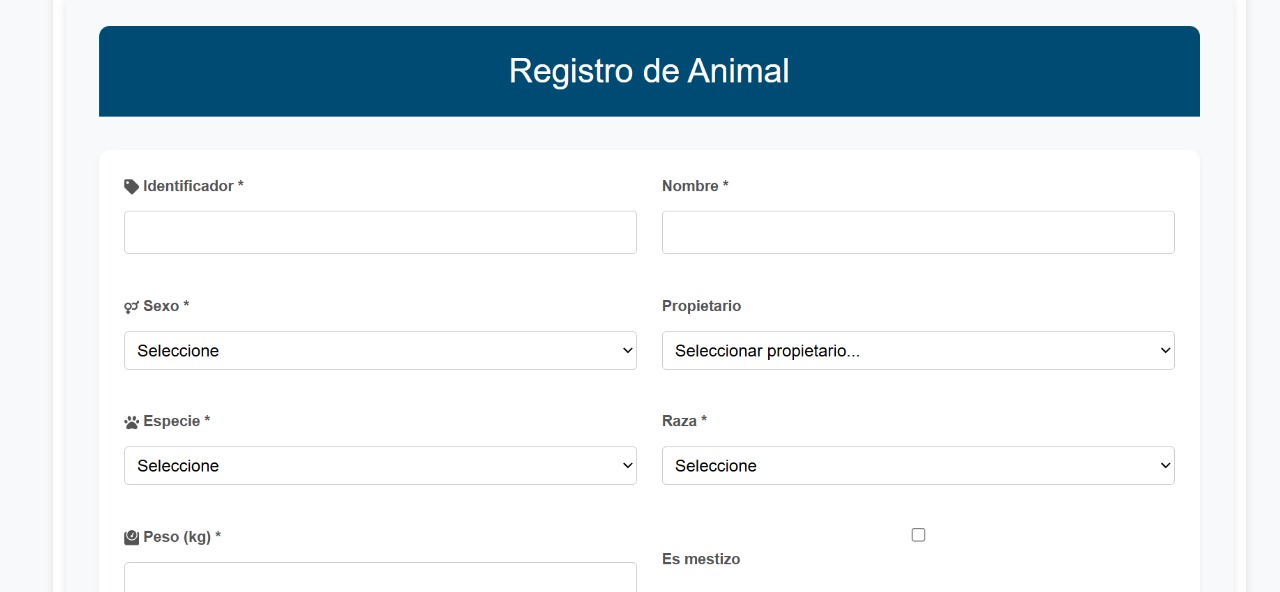 Registro de Animal
Identificador *
Nombre *
Sexo *
Propietario
Seleccione
Seleccionar propietario...
Especie *
Raza *
Seleccione
Seleccione
Peso (kg) *
Es mestizo